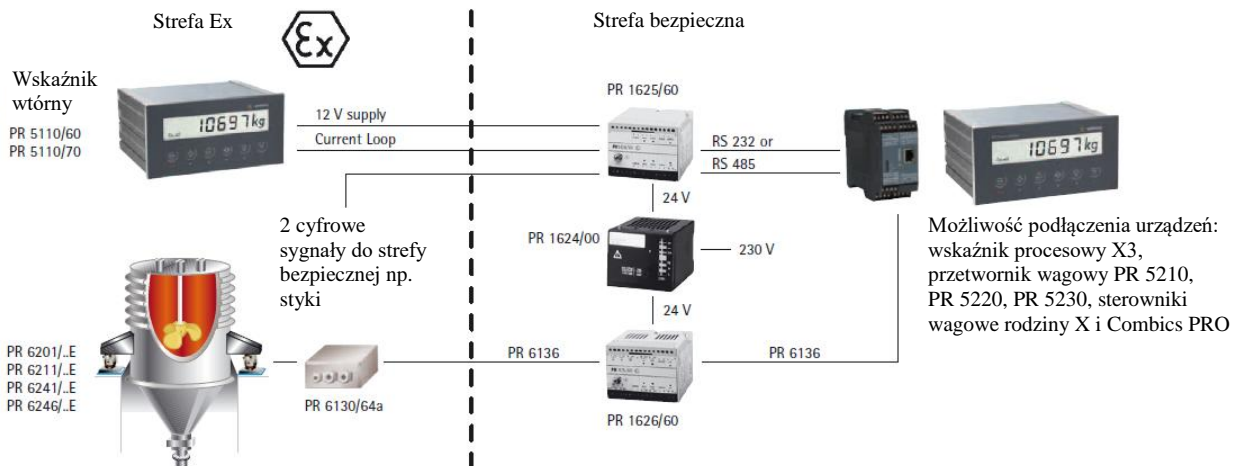 Strefa Ex
Strefa bezpieczna
Ex
Wskaźnik
wtórny
PR 5110/60
PR 5110/70
10697kg
12 V supply
Current Loop
PR 1625/60
RS 232 or
RS 485
10697kg
24 V
2 cyfrowe
sygnały do strefy
bezpiecznej np.
styki
PR 1624/00
230 V
Możliwość podłączenia urządzeń:
wskaźnik procesowy X3,
przetwornik wagowy PR 5210,
PR 5220, PR 5230, sterowniki
wagowe rodziny X i Combics PRO
24 V
PR 6201/..E
PR 6211/..E
PR 6241/..E
PR 6246/..E
PR 6136
PR 6136
PR 6130/64a
PR 1626/60